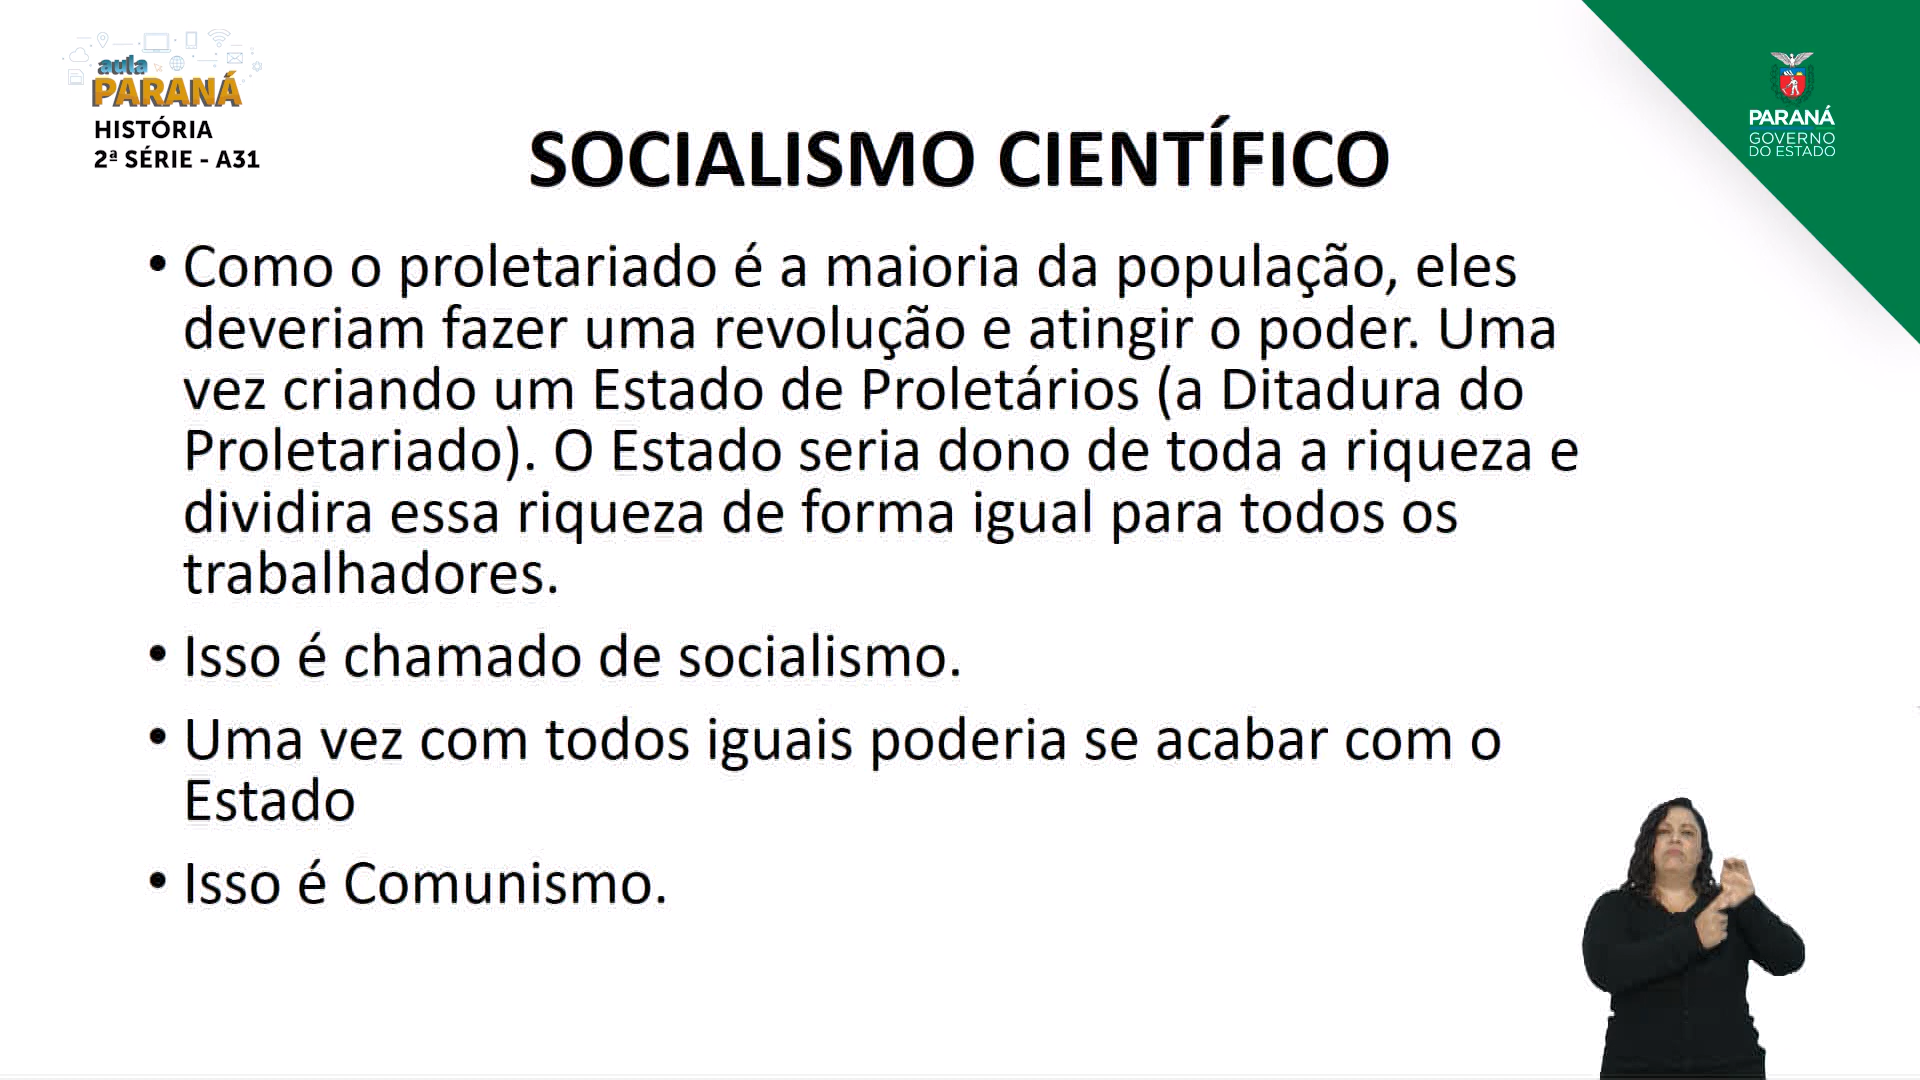 aula
PARANÁ
HISTÓRIA
2ª SÉRIE - A31
PARANÁ
GOVERNO
DO ESTADO
SOCIALISMO CIENTÍFICO
• Como o proletariado é a maioria da população, eles
deveriam fazer uma revolução e atingir o poder. Uma
vez criando um Estado de Proletários (a Ditadura do
Proletariado). O Estado seria dono de toda a riqueza e
dividira essa riqueza de forma igual para todos os
trabalhadores.
• Isso é chamado de socialismo.
• Uma vez com todos iguais poderia se acabar com o
Estado
• Isso é Comunismo.